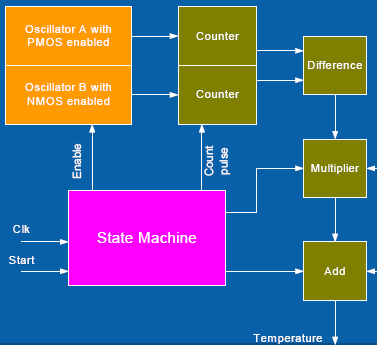 Oscillator A with
PMOS enabled
Counter
Oscillator B with
NMOS enabled
Counter
Difference
Enable
Count
pulse
Multiplier
Clk
State Machine
Start
Add
Temperature